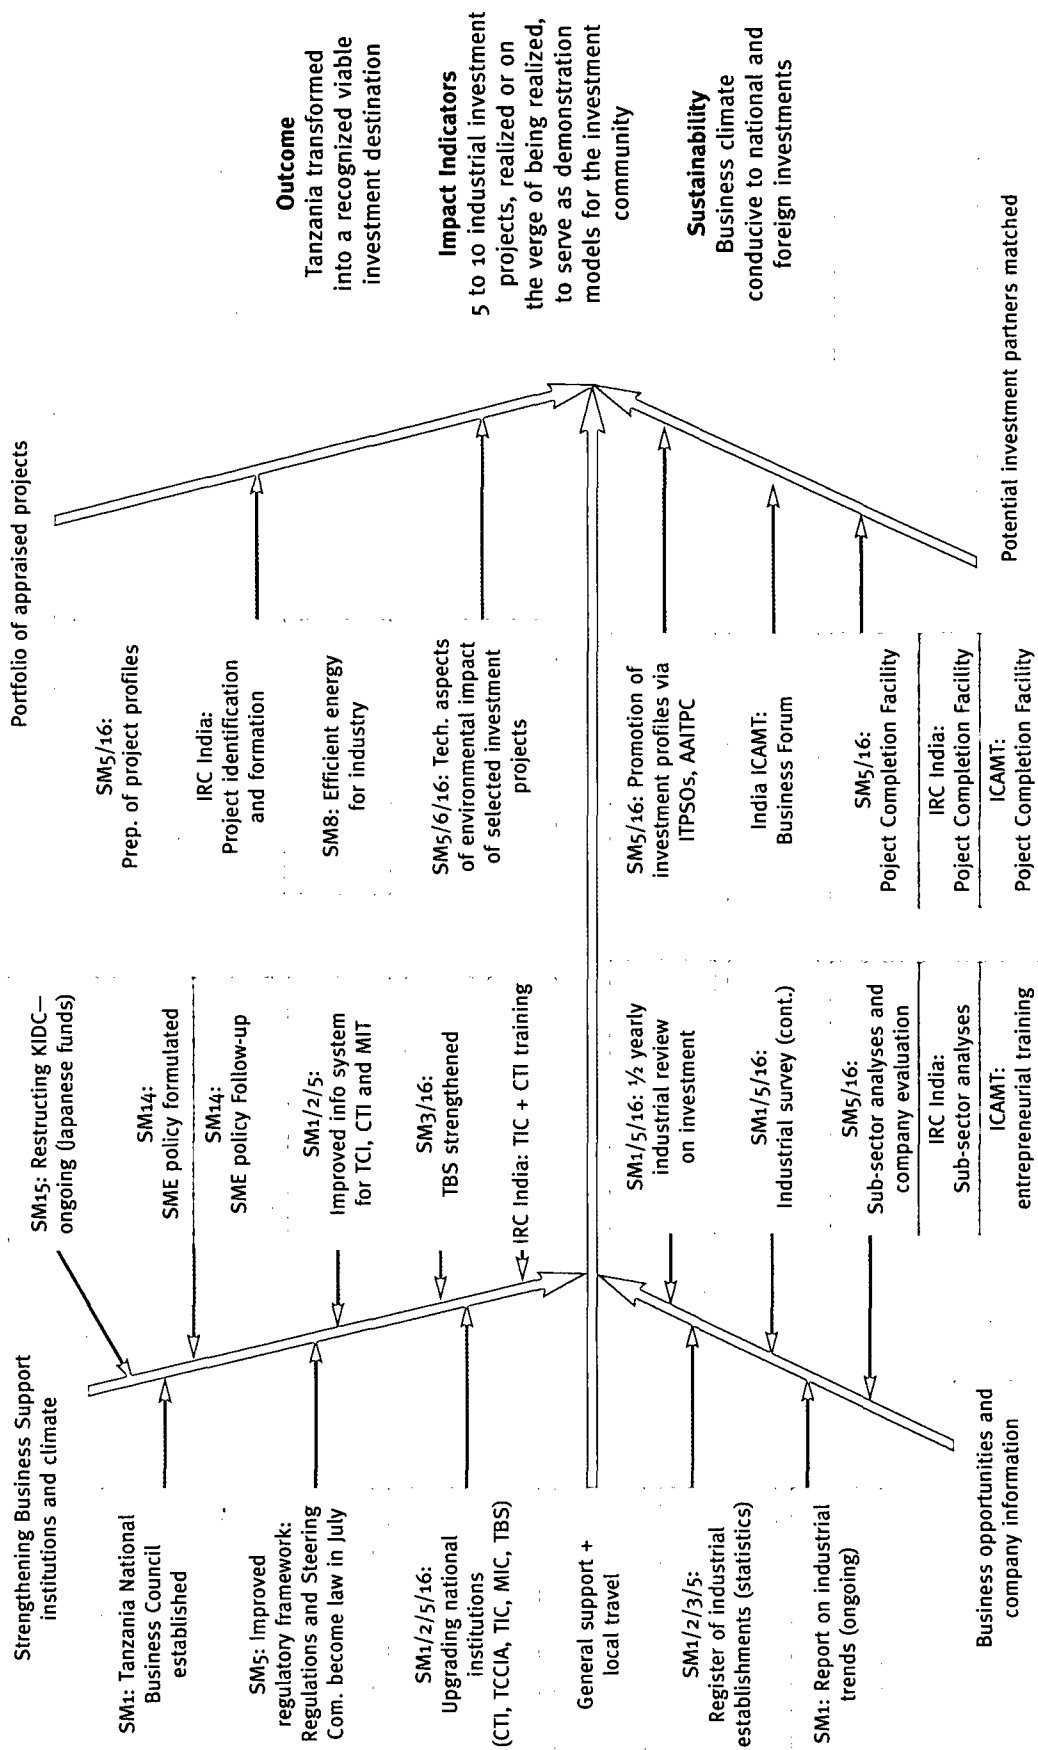 Strengthening Business Support
institutions and climate
SM1: Tanzania National
Business Council
established
SM5: Improved
regulatory framework:
Regulations and Steering
Com. become law in July
SM1/2/5/16:
Upgrading national
institutions
(CTI, TCCIA, TIC, MIC, TBS)
General support +
local travel
SM1/2/3/5:
Register of industrial
establishments (statistics)
SM1: Report on industrial
trends (ongoing)
Business opportunities and
company information
SM15: Restructing KIDC—
ongoing (Japanese funds)
SM14:
SME policy formulated
SM14:
SME policy Follow-up
SM1/2/5:
Improved info system
for TCI, CTI and MIT
SM3/16:
TBS strengthened
IRC India: TIC + CTI training
SM1/5/16: ½ yearly
industrial review
on investment
SM1/5/16:
Industrial survey (cont.)
SM5/16:
Sub-sector analyses and
company evaluation
IRC India:
Sub-sector analyses
ICAMT:
entrepreneurial training
Portfolio of appraised projects
SM5/16:
Prep. of project profiles
IRC India:
Project identification
and formation
SM8: Efficient energy
for industry
SM5/6/16: Tech. aspects
of environmental impact
of selected investment
projects
SM5/16: Promotion of
investment profiles via
ITPSOs, AAITPC
India ICAMT:
Business Forum
SM5/16:
Poject Completion Facility
IRC India:
Poject Completion Facility
ICAMT:
Poject Completion Facility
Potential investment partners matched
Outcome
Tanzania transformed
into a recognized viable
investment destination
Impact Indicators
5 to 10 industrial investment
projects, realized or on
the verge of being realized,
to serve as demonstration
models for the investment
community
Sustainability
Business climate
conducive to national and
foreign investments